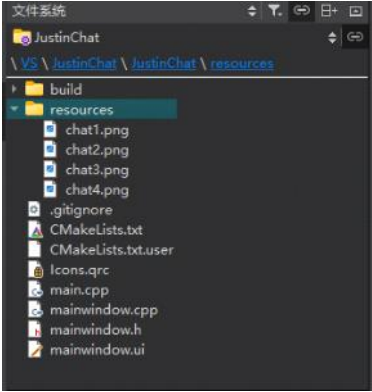 文件系统
JustinChat
\ VS \ JustinChat \ JustinChat \ resources
build
resources
chat1.png
chat2.png
chat3.png
chat4.png
.gitignore
CMakeLists.txt
CMakeLists.txt.user
Icons.qrc
main.cpp
mainwindow.cpp
mainwindow.h
mainwindow.ui